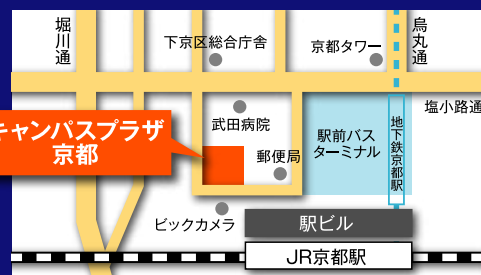 堀川通
下京区総合庁舎
京都タワー
烏丸通
塩小路通
武田病院
駅前バス
ターミナル
地下鉄京都駅
キャンパスプラザ
京都
郵便局
ビックカメラ
駅ビル
JR京都駅